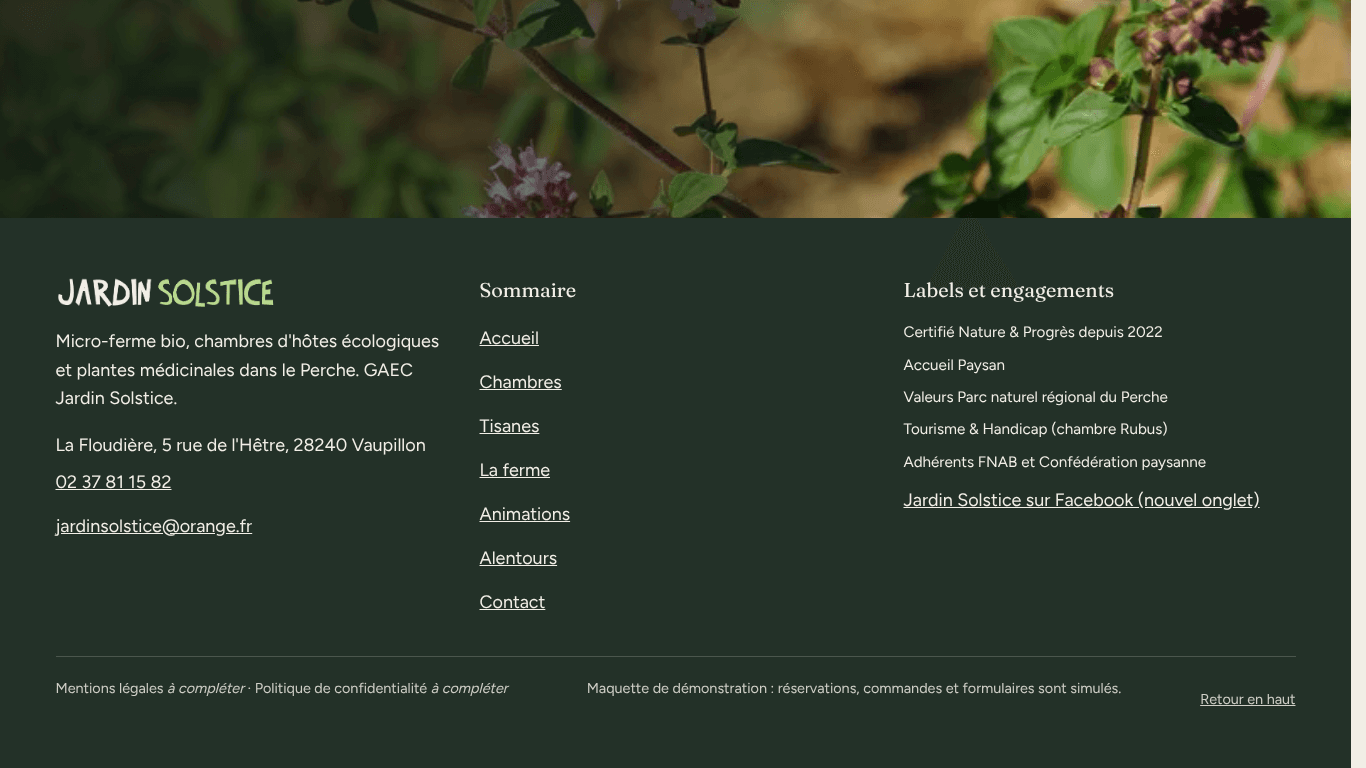 JARDIN SOLSTICE
Micro-ferme bio, chambres d'hôtes écologiques
et plantes médicinales dans le Perche. GAEC
Jardin Solstice.
La Floudière, 5 rue de l'Hêtre, 28240 Vaupillon
02 37 81 15 82
jardinsolstice@orange.fr
Sommaire
Accueil
Chambres
Tisanes
La ferme
Animations
Alentours
Contact
Labels et engagements
Certifié Nature & Progrès depuis 2022
Accueil Paysan
Valeurs Parc naturel régional du Perche
Tourisme & Handicap (chambre Rubus)
Adhérents FNAB et Confédération paysanne
Jardin Solstice sur Facebook (nouvel onglet)
Mentions légales à compléter · Politique de confidentialité à compléter
Maquette de démonstration : réservations, commandes et formulaires sont simulés.
Retour en haut